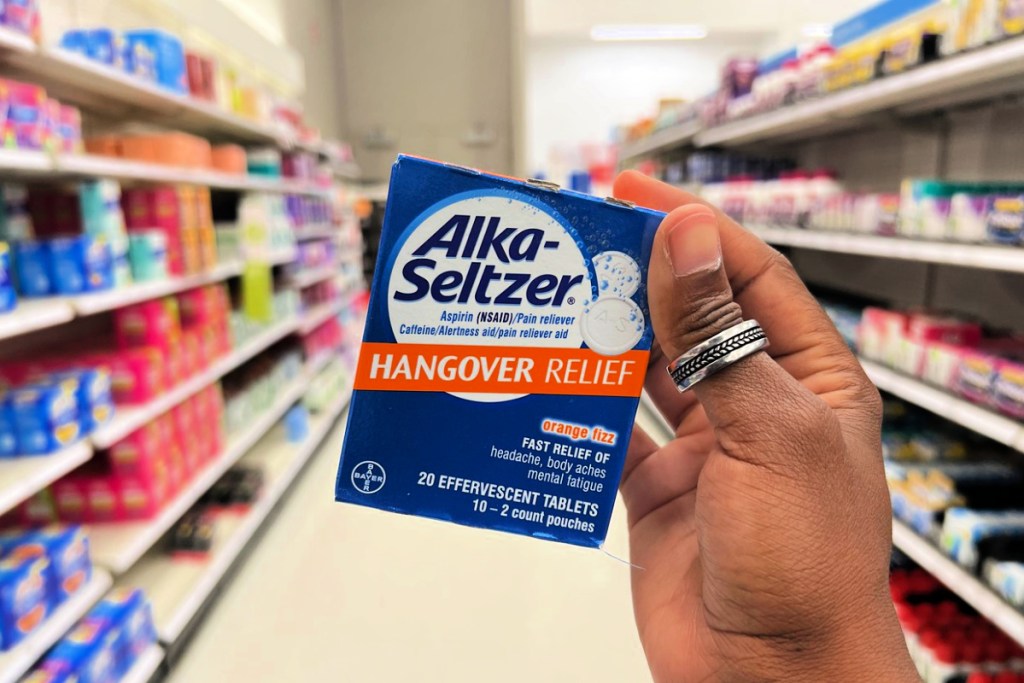 Alka-
Seltzer®
Aspirin (NSAID)/Pain reliever
Caffeine/Alertness aid/pain reliever aid
HANGOVER RELIEF
orange fizz
FAST RELIEF OF
headache, body aches
mental fatigue
BAYER
BAYER
20 EFFERVESCENT TABLETS
10 – 2 count pouches